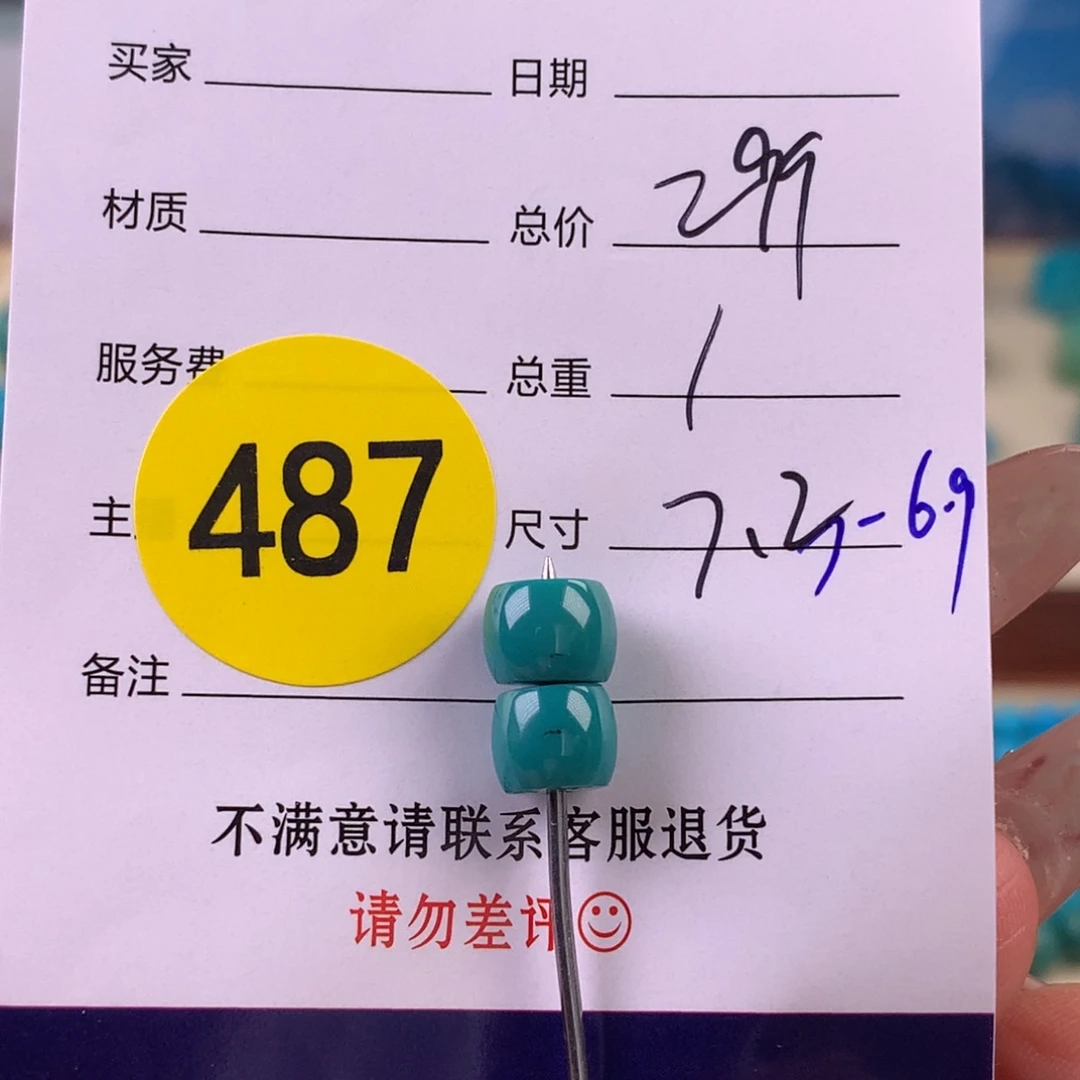 买家 日期
材质 总价 299
服务费 总重 1
487
主 尺寸 7.2-6.9
备注
不满意请联系客服退货
请勿差评